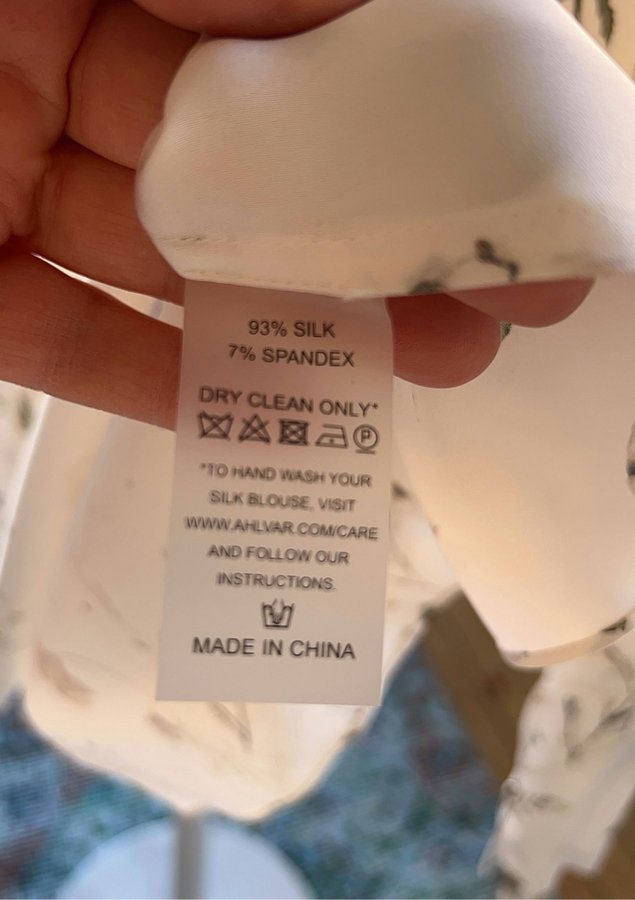 93% SILK
7% SPANDEX
DRY CLEAN ONLY*
P
*TO HAND WASH YOUR
SILK BLOUSE, VISIT
WWW.AHLVAR.COM/CARE
AND FOLLOW OUR
INSTRUCTIONS.
MADE IN CHINA